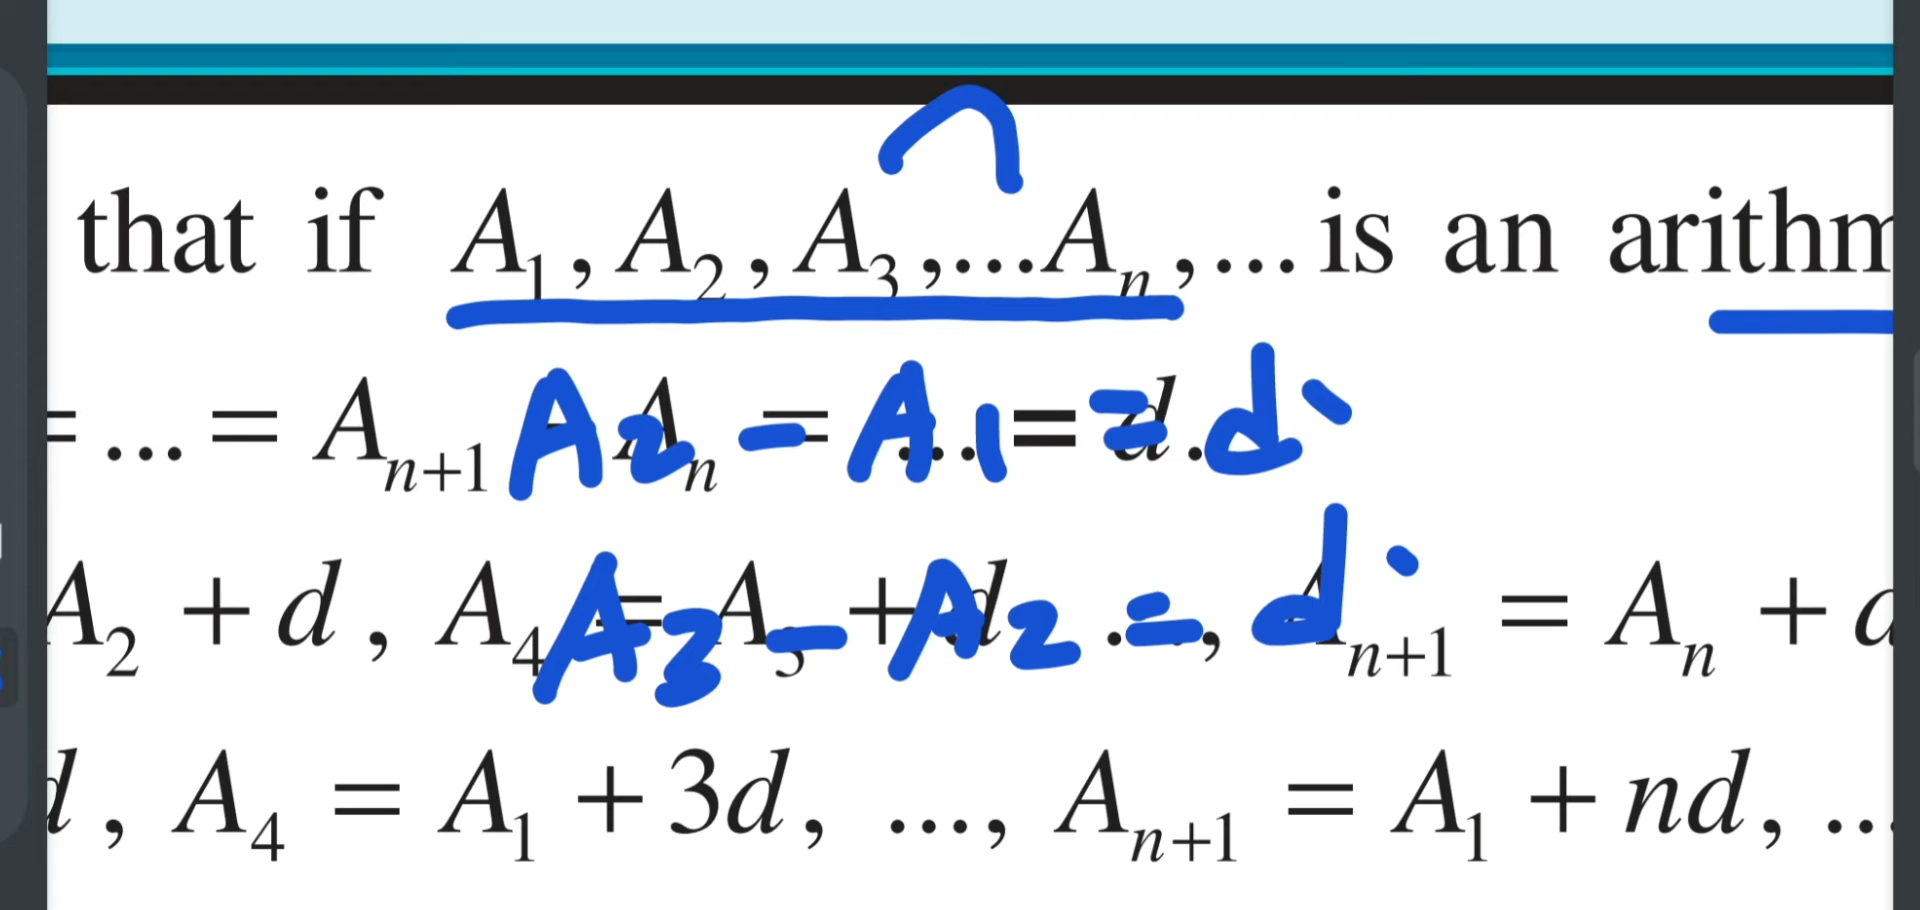 that if A₁, A₂, A₃,...Aₙ,... is an arithm
= ... = Aₙ₊₁ - Aₙ = ... = d.
A2 - A1 = d
A₂ + d, A₄ = A₃ + d ..., Aₙ₊₁ = Aₙ + d
A3 - A2 = d
d, A₄ = A₁ + 3d, ..., Aₙ₊₁ = A₁ + nd, ...